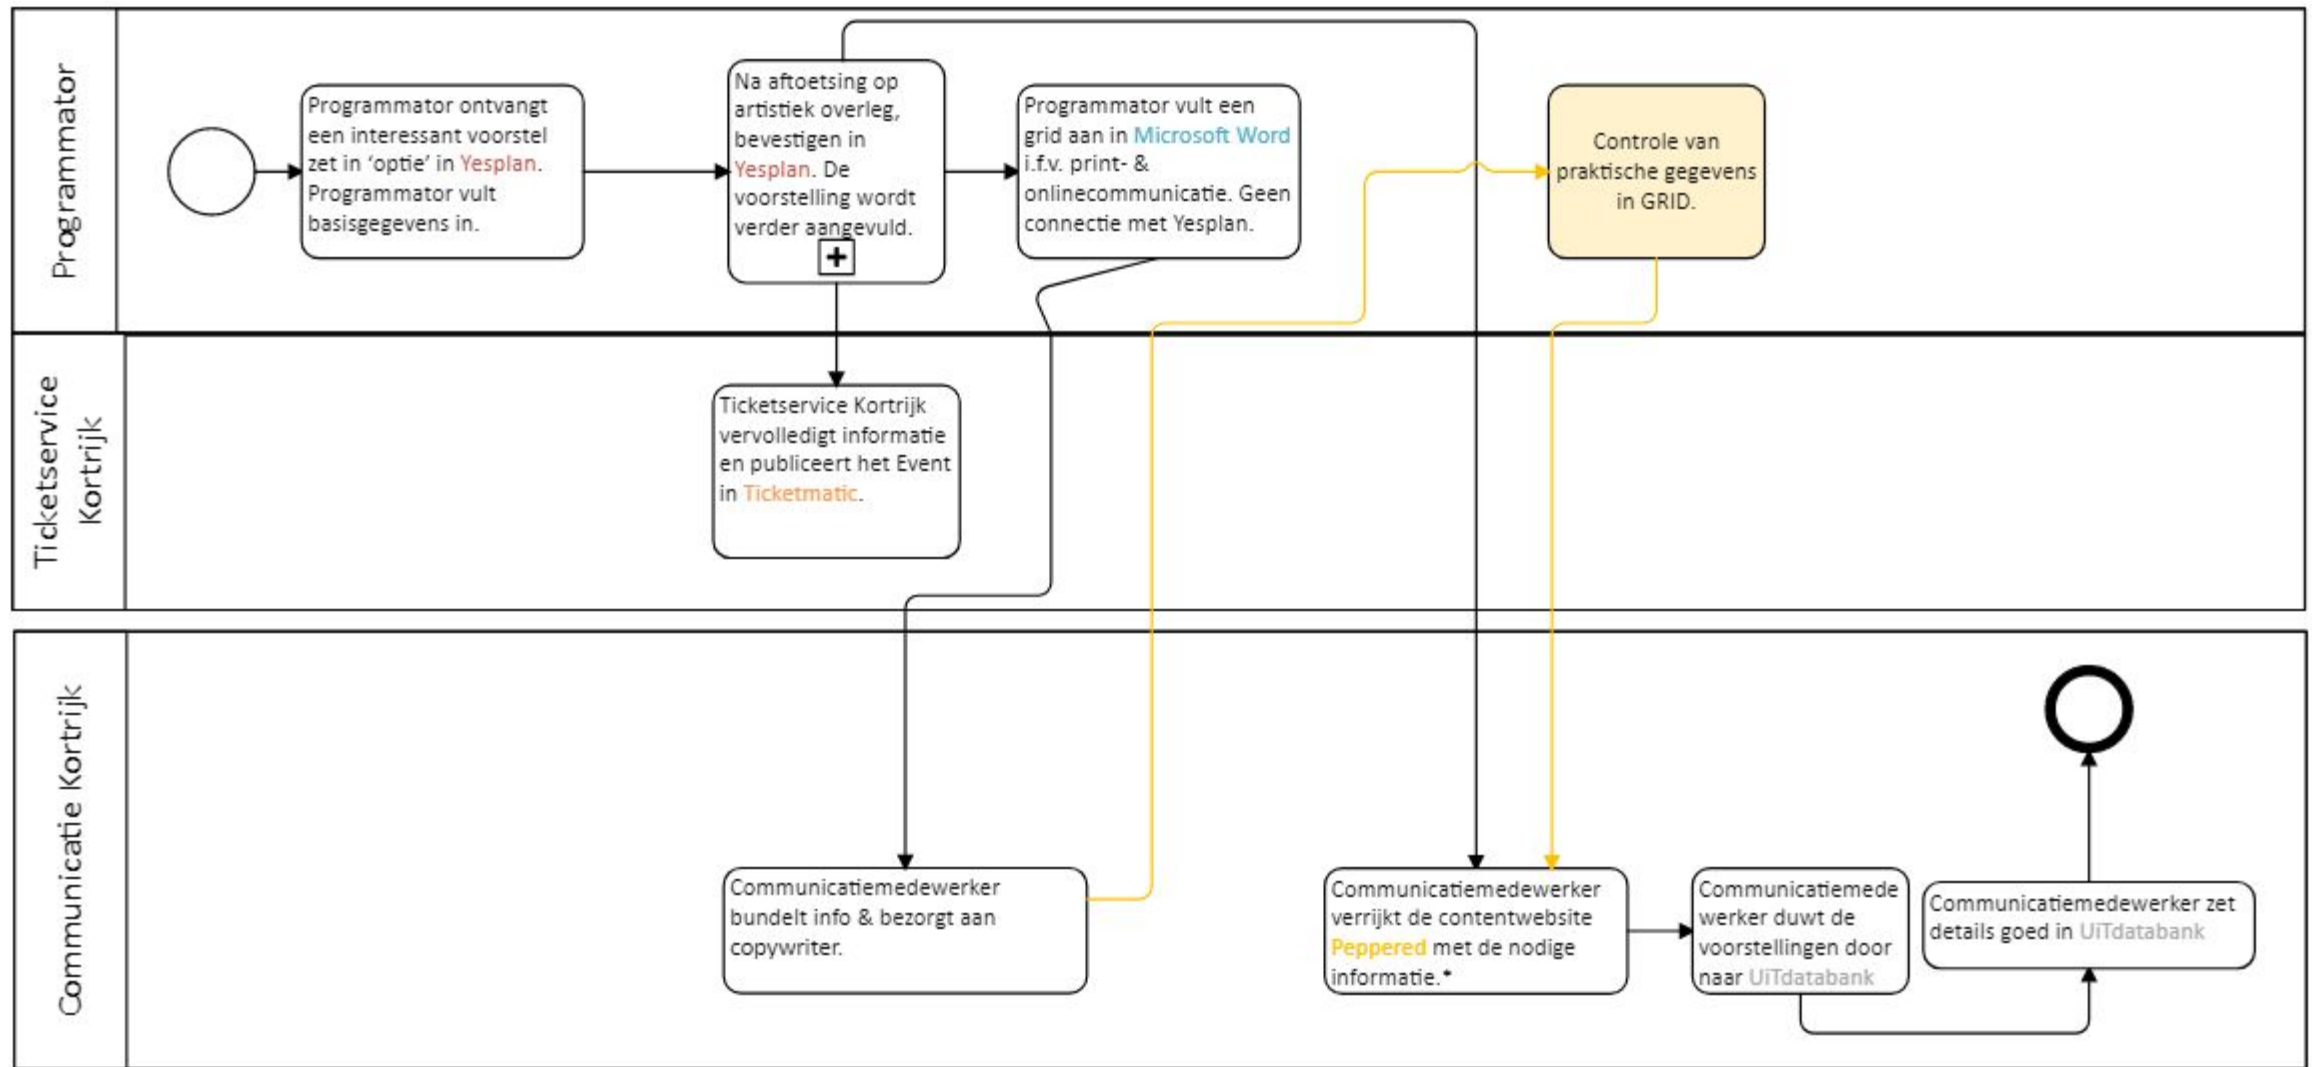 Programmator
Programmator ontvangt
een interessant voorstel
zet in ‘optie’ in Yesplan.
Programmator vult
basisgegevens in.
Na aftoetsing op
artistiek overleg,
bevestigen in
Yesplan. De
voorstelling wordt
verder aangevuld.
Programmator vult een
grid aan in Microsoft Word
i.f.v. print- &
onlinecommunicatie. Geen
connectie met Yesplan.
Controle van
praktische gegevens
in GRID.
Ticketservice
Kortrijk
Ticketservice Kortrijk
vervolledigt informatie
en publiceert het Event
in Ticketmatic.
Communicatie Kortrijk
Communicatiemedewerker
bundelt info & bezorgt aan
copywriter.
Communicatiemedewerker
verrijkt de contentwebsite
Peppered met de nodige
informatie.*
Communicatiemede
werker duwt de
voorstellingen door
naar UiTdatabank
Communicatiemedewerker zet
details goed in UiTdatabank